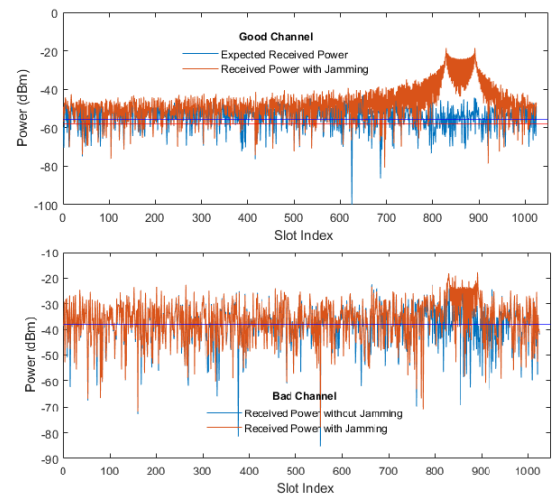 Good Channel
Expected Received Power
Received Power with Jamming
Power (dBm)
0
-20
-40
-60
-80
-100
0 100 200 300 400 500 600 700 800 900 1000
Slot Index
Bad Channel
Received Power without Jamming
Received Power with Jamming
Power (dBm)
-10
-20
-30
-40
-50
-60
-70
-80
-90
0 100 200 300 400 500 600 700 800 900 1000
Slot Index